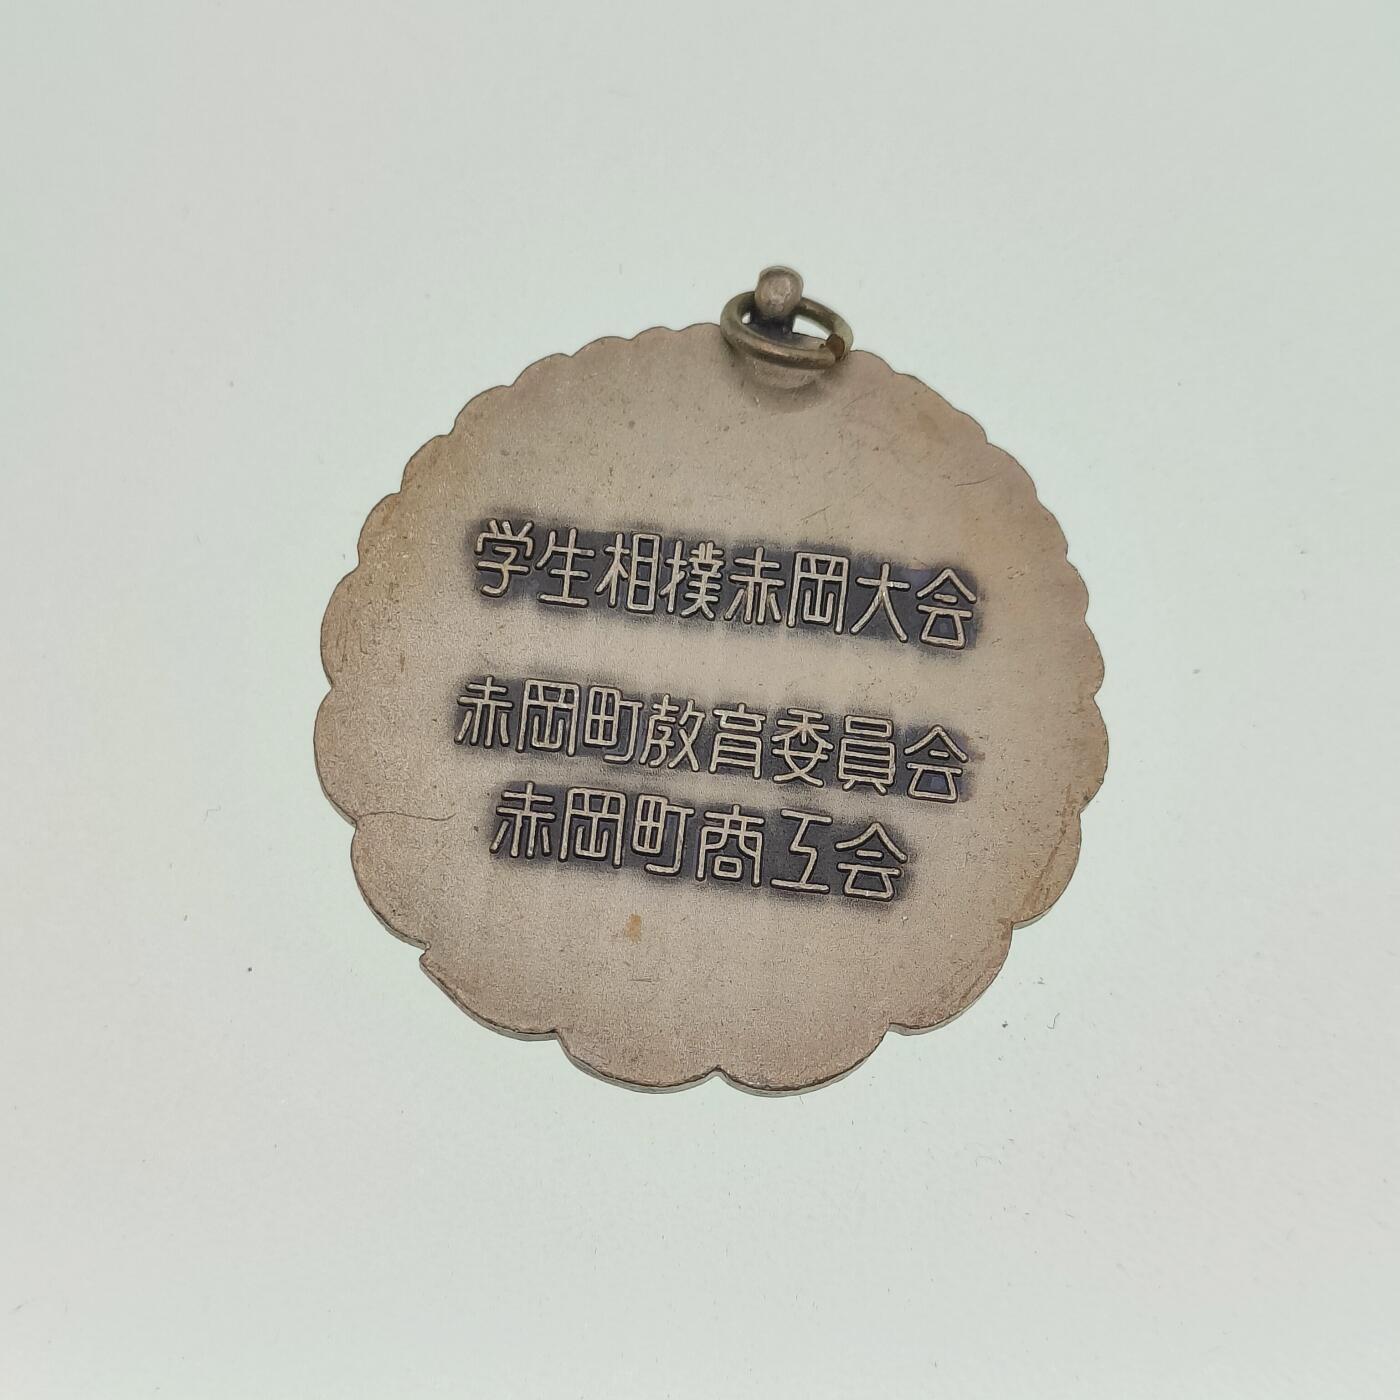 学生相撲赤岡大会
赤岡町教育委員会
赤岡町商工会